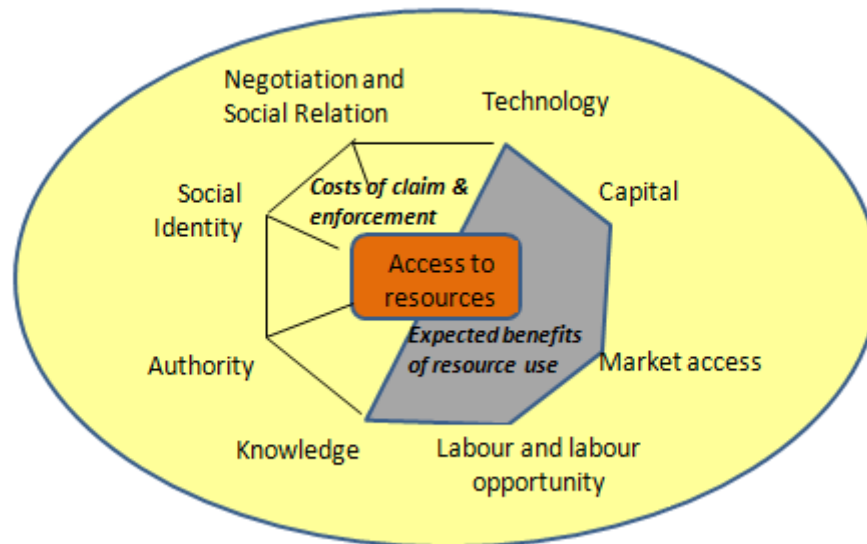 Negotiation and
Social Relation
Technology
Costs of claim &
enforcement
Capital
Social
Identity
Access to
resources
Expected benefits
of resource use
Authority
Market access
Knowledge
Labour and labour
opportunity